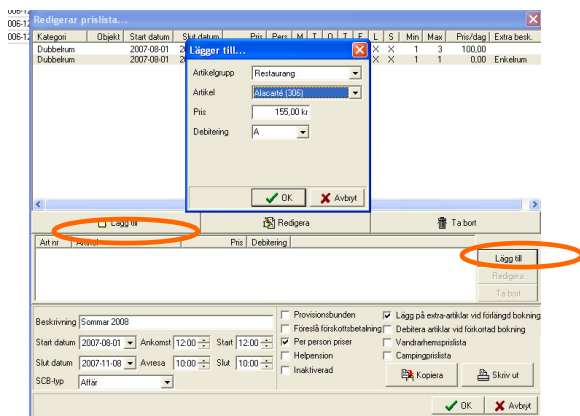 006-12
006-12
006-12
Redigerar prislista...
Kategori Objekt Start datum Slut datum Pris Pers M T O T F L S Min Max Pris/dag Extra besk.
Dubbelrum 2007-08-01 X X 1 3 100,00
Dubbelrum 2007-08-01 X X 1 1 0,00 Enkelrum
Lägger till...
Artikelgrupp Restaurang
Artikel Alacarté (306)
Pris 155,00 kr
Debitering A
OK Avbryt
Lägg till Redigera Ta bort
Art nr Artikel Pris Debitering
Lägg till
Redigera
Ta bort
Beskrivning Sommar 2008
Start datum 2007-08-01 Ankomst 12:00 Start 12:00
Slut datum 2007-11-08 Avresa 10:00 Slut 10:00
SCB-typ Affär
Provisionsbunden
Föreslå förskottsbetalning
Per person priser
Helpension
Inaktiverad
Lägg på extra-artiklar vid förlängd bokning
Debitera artiklar vid förkortad bokning
Vandrarhemsprislista
Campingprislista
Kopiera Skriv ut
OK Avbryt